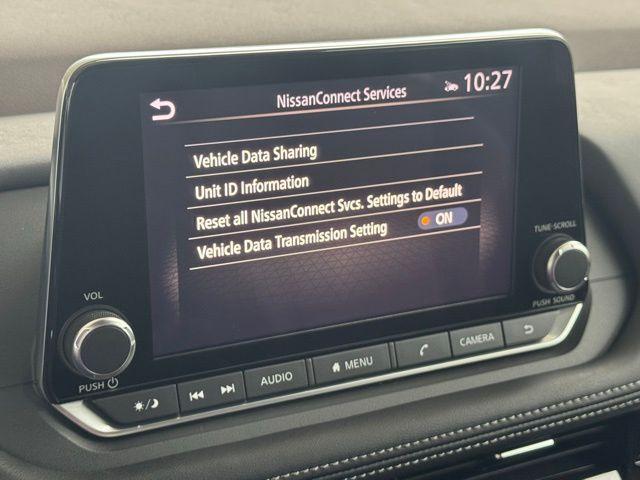 NissanConnect Services
10:27
Vehicle Data Sharing
Unit ID Information
Reset all NissanConnect Svcs. Settings to Default
Vehicle Data Transmission Setting
ON
VOL
PUSH
TUNE·SCROLL
PUSH SOUND
AUDIO
MENU
CAMERA